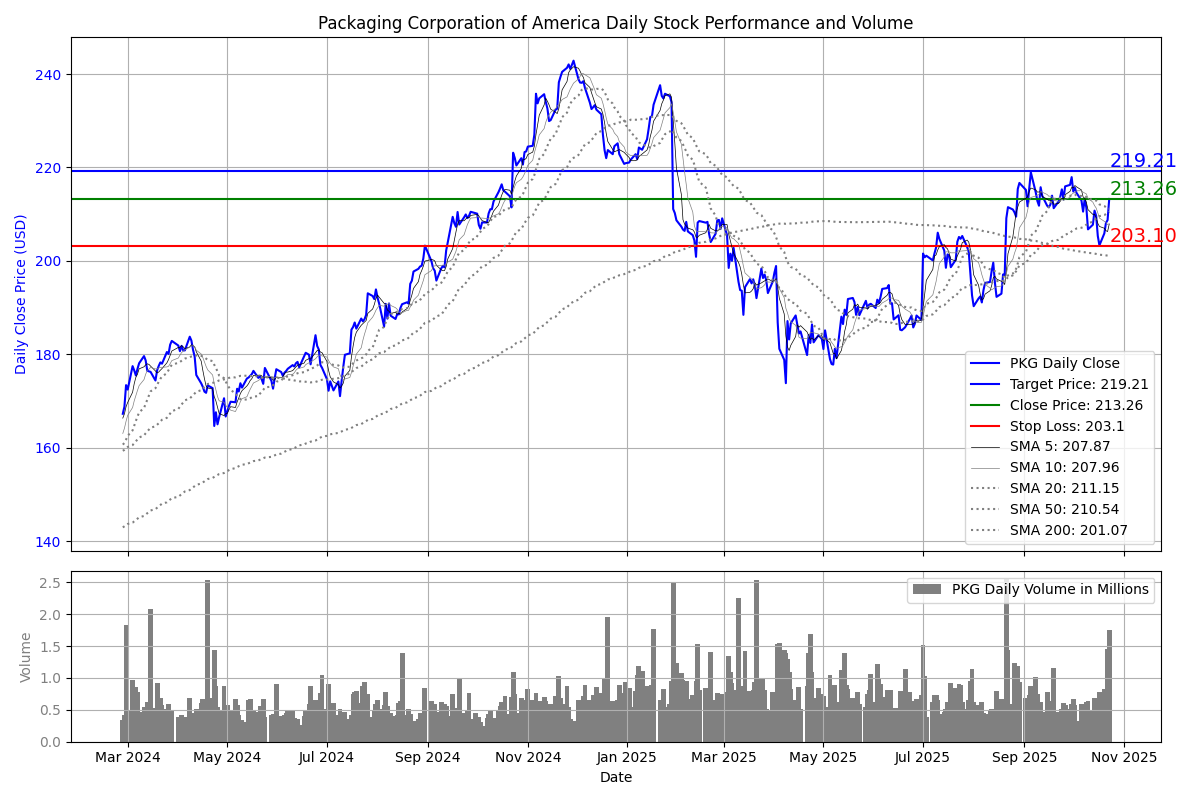 Packaging Corporation of America Daily Stock Performance and Volume
Daily Close Price (USD)
240
220
200
180
160
140
219.21
213.26
203.10
PKG Daily Close
Target Price: 219.21
Close Price: 213.26
Stop Loss: 203.1
SMA 5: 207.87
SMA 10: 207.96
SMA 20: 211.15
SMA 50: 210.54
SMA 200: 201.07
Volume
2.5
2.0
1.5
1.0
0.5
0.0
PKG Daily Volume in Millions
Mar 2024 May 2024 Jul 2024 Sep 2024 Nov 2024 Jan 2025 Mar 2025 May 2025 Jul 2025 Sep 2025 Nov 2025
Date